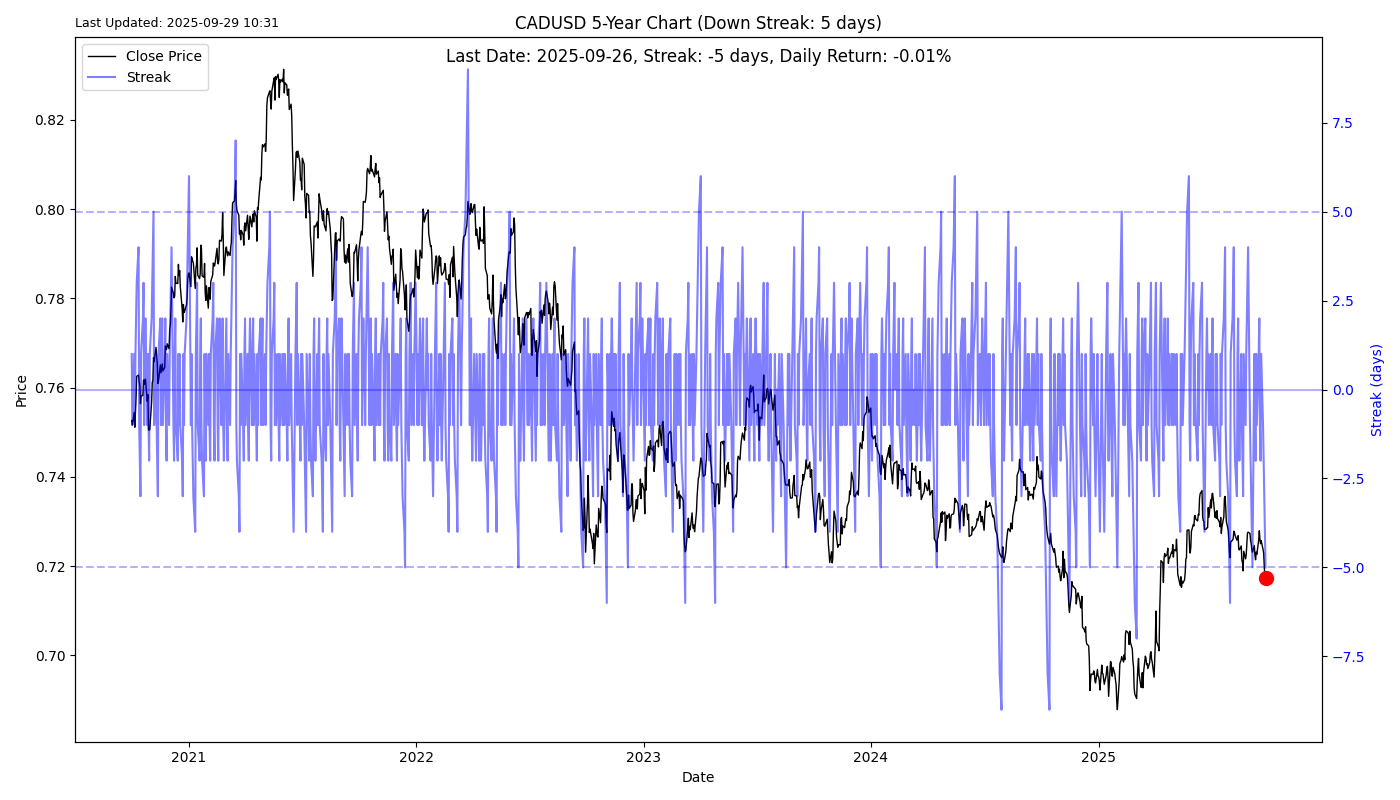 Last Updated: 2025-09-29 10:31
CADUSD 5-Year Chart (Down Streak: 5 days)
Last Date: 2025-09-26, Streak: -5 days, Daily Return: -0.01%
Close Price
Streak
0.82
0.80
0.78
0.76
0.74
0.72
0.70
Price
7.5
5.0
2.5
0.0
−2.5
−5.0
−7.5
Streak (days)
2021
2022
2023
2024
2025
Date